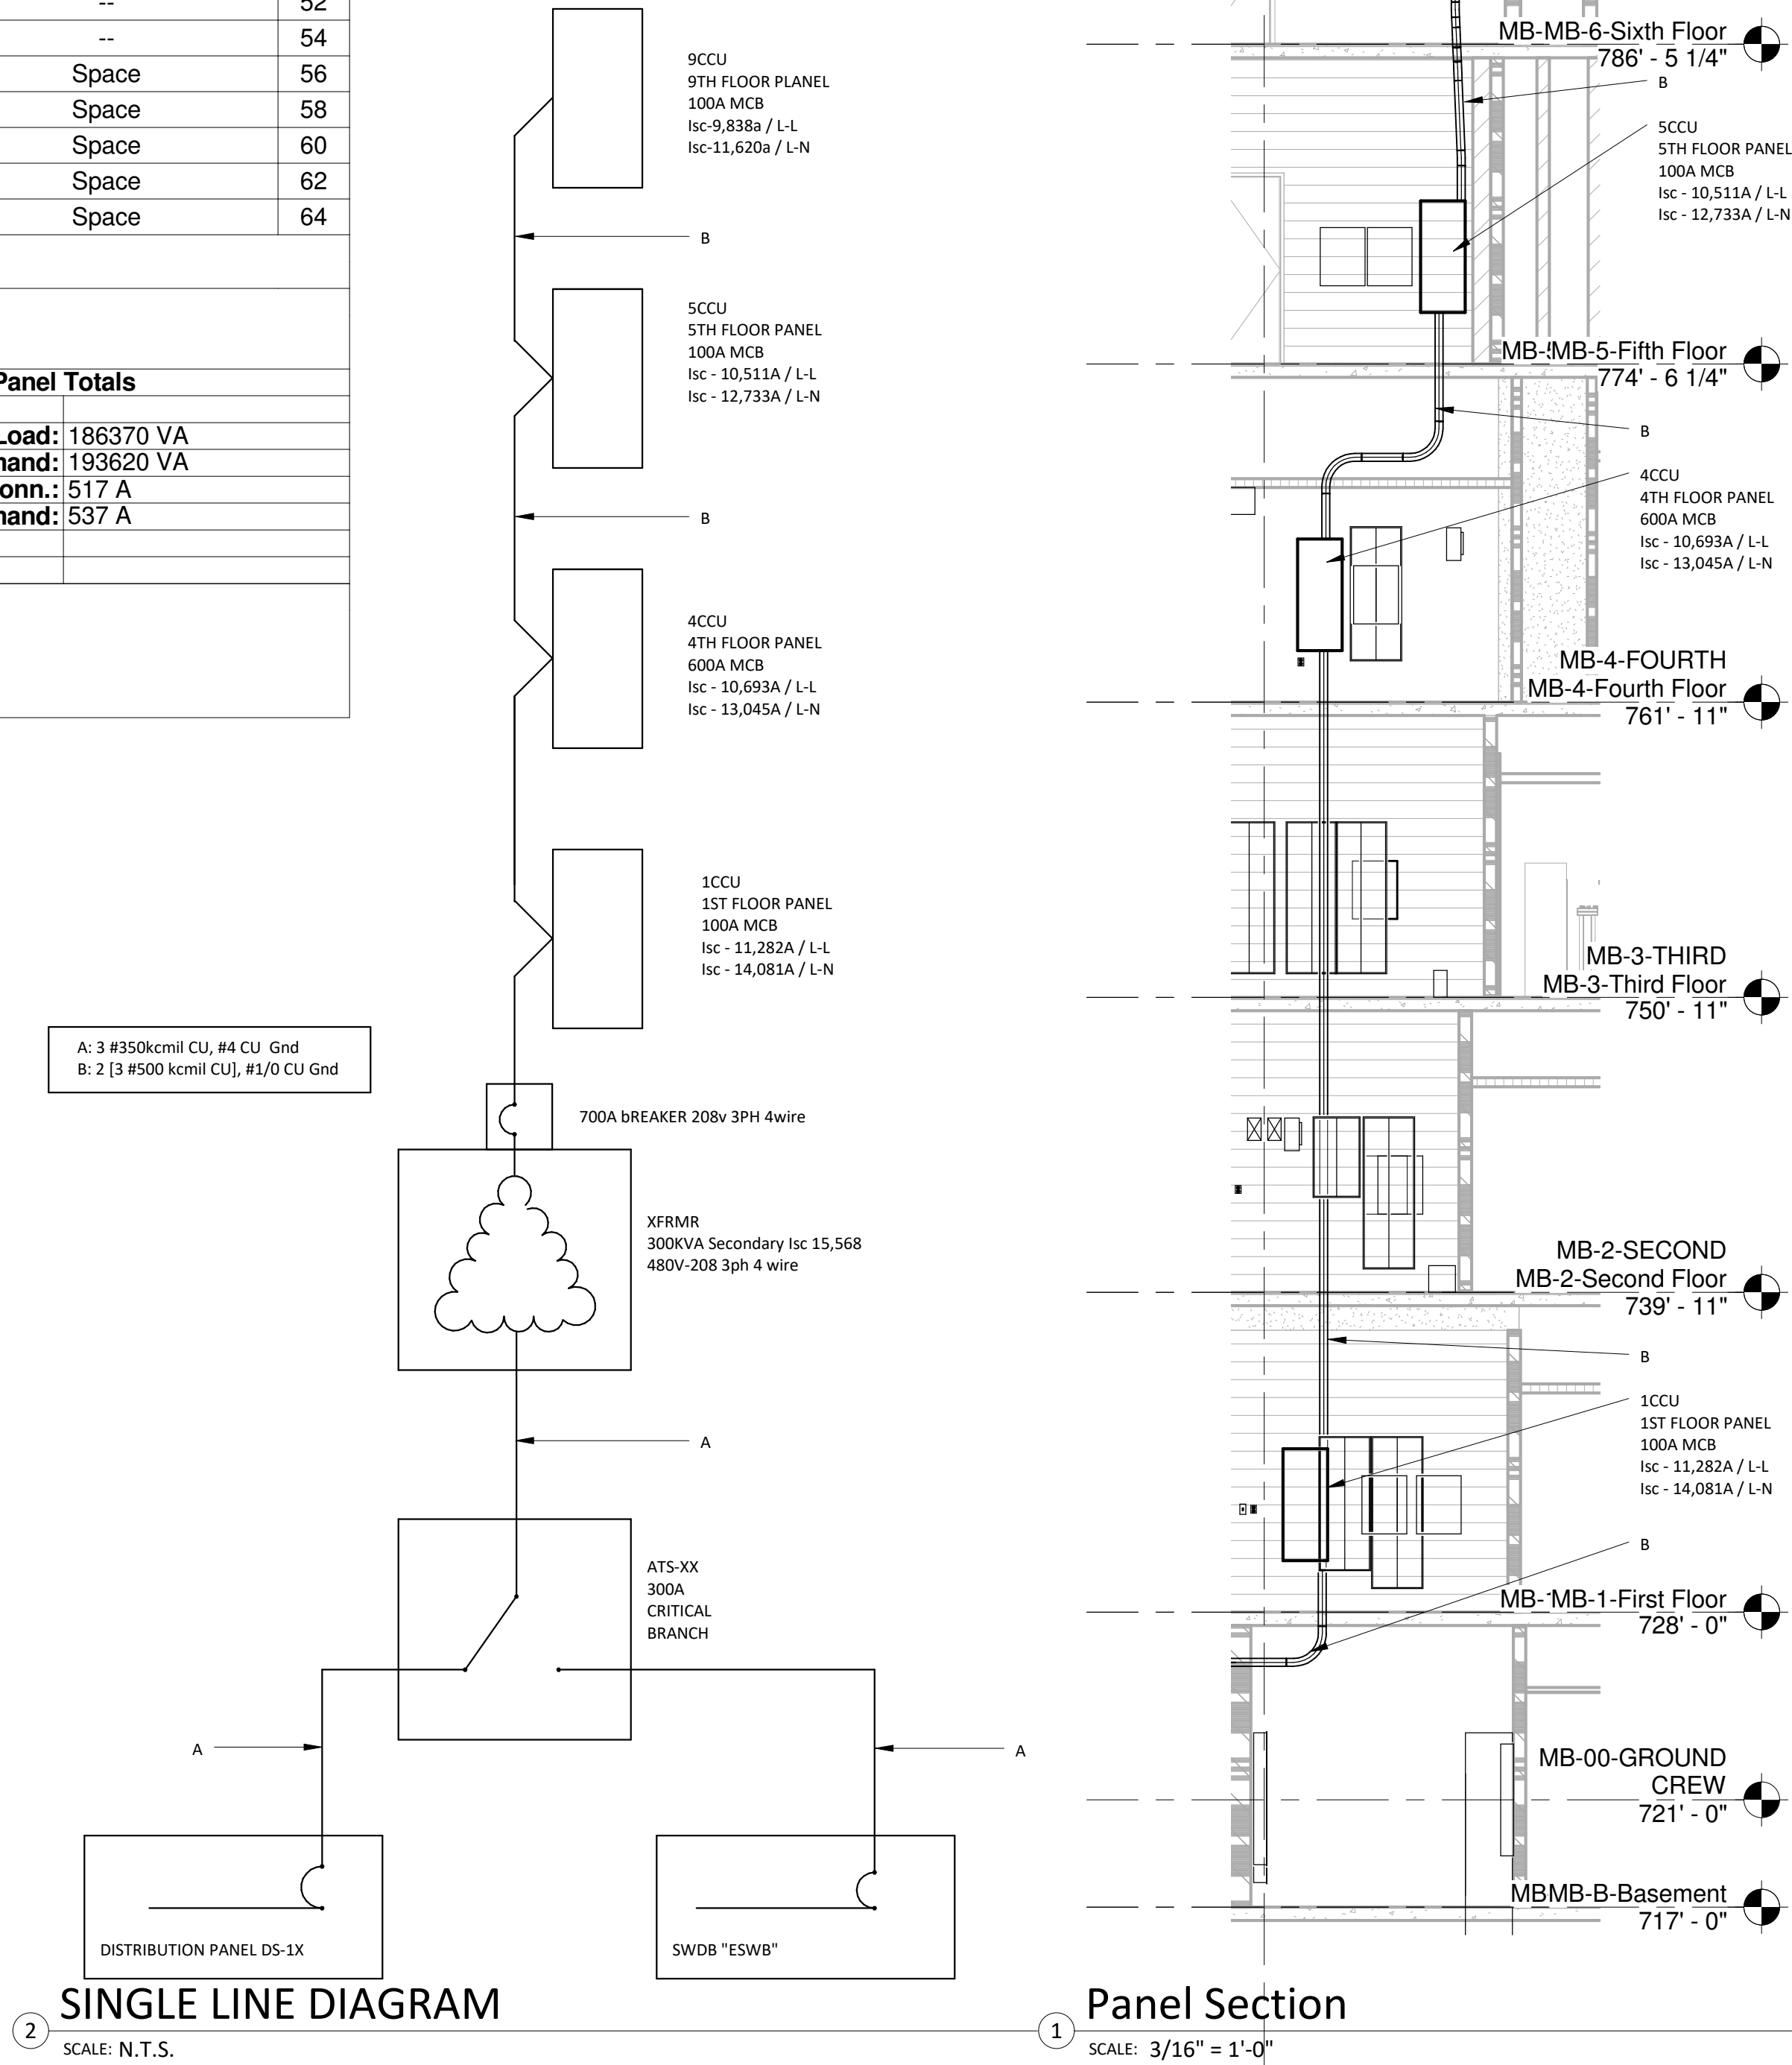 -- 52
-- 54
Space 56
Space 58
Space 60
Space 62
Space 64
Panel Totals
Load: 186370 VA
mand: 193620 VA
onn.: 517 A
mand: 537 A
9CCU
9TH FLOOR PLANEL
100A MCB
Isc-9,838a / L-L
Isc-11,620a / L-N
B
5CCU
5TH FLOOR PANEL
100A MCB
Isc - 10,511A / L-L
Isc - 12,733A / L-N
B
4CCU
4TH FLOOR PANEL
600A MCB
Isc - 10,693A / L-L
Isc - 13,045A / L-N
1CCU
1ST FLOOR PANEL
100A MCB
Isc - 11,282A / L-L
Isc - 14,081A / L-N
A: 3 #350kcmil CU, #4 CU Gnd
B: 2 [3 #500 kcmil CU], #1/0 CU Gnd
700A bREAKER 208v 3PH 4wire
XFRMR
300KVA Secondary Isc 15,568
480V-208 3ph 4 wire
A
ATS-XX
300A
CRITICAL
BRANCH
A
A
DISTRIBUTION PANEL DS-1X
SWDB "ESWB"
2
SINGLE LINE DIAGRAM
SCALE: N.T.S.
MB-MB-6-Sixth Floor
786' - 5 1/4"
B
5CCU
5TH FLOOR PANEL
100A MCB
Isc - 10,511A / L-L
Isc - 12,733A / L-N
MB-MB-5-Fifth Floor
774' - 6 1/4"
B
4CCU
4TH FLOOR PANEL
600A MCB
Isc - 10,693A / L-L
Isc - 13,045A / L-N
MB-4-FOURTH
MB-4-Fourth Floor
761' - 11"
MB-3-THIRD
MB-3-Third Floor
750' - 11"
MB-2-SECOND
MB-2-Second Floor
739' - 11"
B
1CCU
1ST FLOOR PANEL
100A MCB
Isc - 11,282A / L-L
Isc - 14,081A / L-N
B
MB-MB-1-First Floor
728' - 0"
MB-00-GROUND
CREW
721' - 0"
MBMB-B-Basement
717' - 0"
1
Panel Section
SCALE: 3/16" = 1'-0"